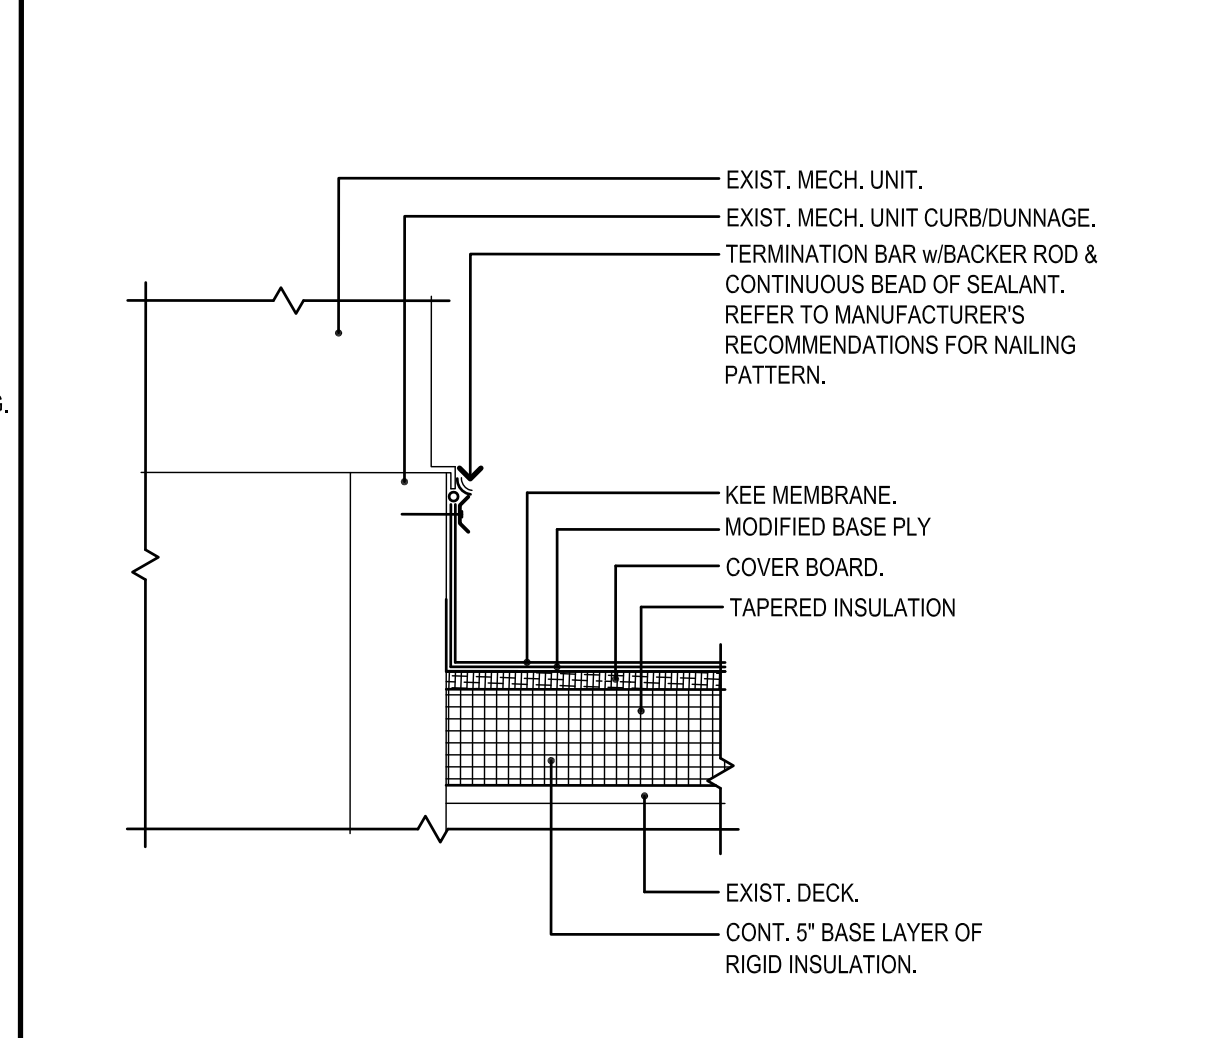 EXIST. MECH. UNIT.
EXIST. MECH. UNIT CURB/DUNNAGE.
TERMINATION BAR w/BACKER ROD &
CONTINUOUS BEAD OF SEALANT.
REFER TO MANUFACTURER'S
RECOMMENDATIONS FOR NAILING
PATTERN.
KEE MEMBRANE.
MODIFIED BASE PLY
COVER BOARD.
TAPERED INSULATION
EXIST. DECK.
CONT. 5" BASE LAYER OF
RIGID INSULATION.